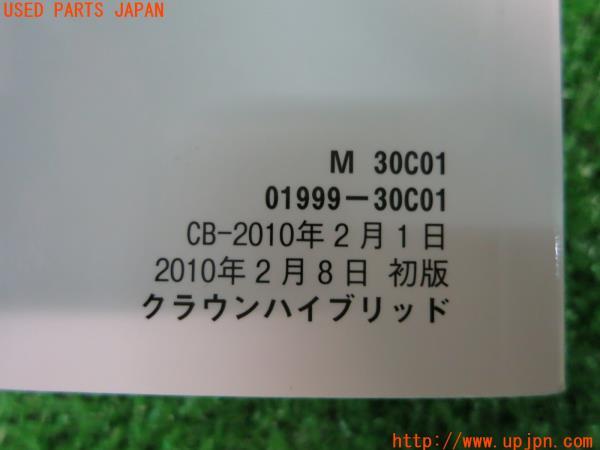 USED PARTS JAPAN
M 30C01
01999-30C01
CB-2010年2月1日
2010年2月8日 初版
クラウンハイブリッド
http://www.upjpn.com/